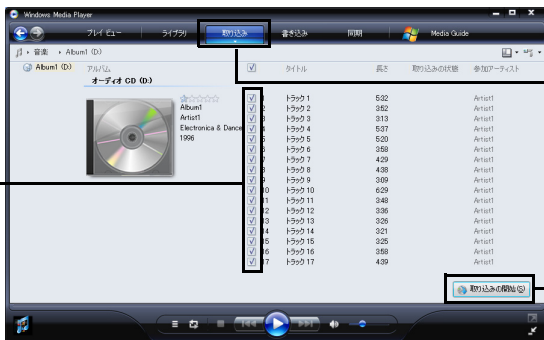 Windows Media Player
プレイ ビュー ライブラリ 取り込み 書き込み 同期 Media Guide
音楽 Album1 (D:)
Album1 (D:) アルバム タイトル 長さ 取り込みの状態 参加アーティスト
オーディオ CD (D:)
Album1
Artist1
Electronica & Dance
1996
1 トラック 1 5:32 Artist1
2 トラック 2 3:52 Artist1
3 トラック 3 3:13 Artist1
4 トラック 4 5:37 Artist1
5 トラック 5 5:20 Artist1
6 トラック 6 3:58 Artist1
7 トラック 7 4:29 Artist1
8 トラック 8 4:38 Artist1
9 トラック 9 3:09 Artist1
10 トラック 10 6:29 Artist1
11 トラック 11 3:48 Artist1
12 トラック 12 3:36 Artist1
13 トラック 13 3:26 Artist1
14 トラック 14 3:21 Artist1
15 トラック 15 3:25 Artist1
16 トラック 16 3:58 Artist1
17 トラック 17 4:39 Artist1
取り込みの開始(S)